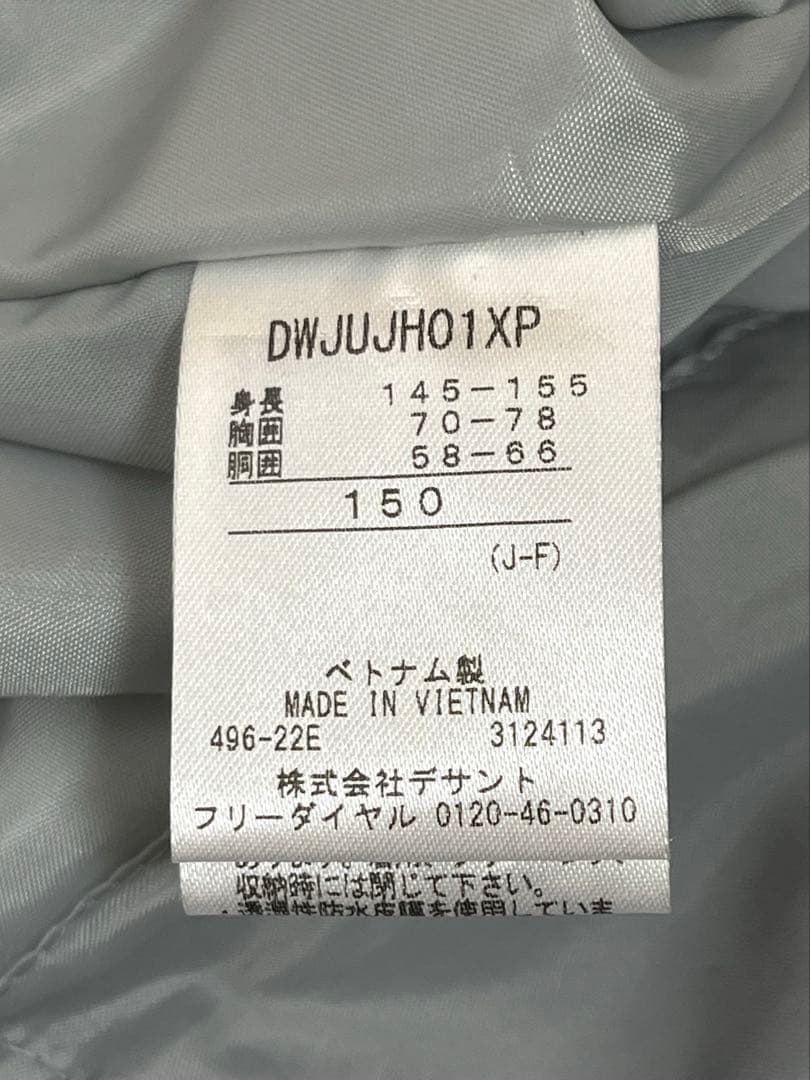 DWJUJH01XP
身長 145-155
胸囲 70-78
胴囲 58-66
150
(J-F)
ベトナム製
MADE IN VIETNAM
496-22E 3124113
株式会社デサント
フリーダイヤル 0120-46-0310
収納時には閉じて下さい。